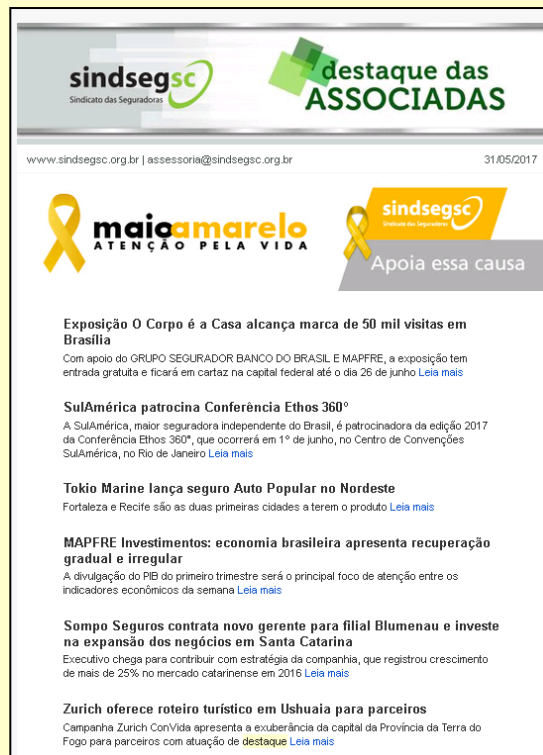 sindsegsc
Sindicato das Seguradoras
destaque das
ASSOCIADAS
www.sindsegsc.org.br | assessoria@sindsegsc.org.br
31/05/2017
maioamarelo
ATENÇÃO PELA VIDA
sindsegsc
Sindicato das Seguradoras
Apoia essa causa
Exposição O Corpo é a Casa alcança marca de 50 mil visitas em
Brasília
Com apoio do GRUPO SEGURADOR BANCO DO BRASIL E MAPFRE, a exposição tem
entrada gratuita e ficará em cartaz na capital federal até o dia 26 de junho Leia mais
SulAmérica patrocina Conferência Ethos 360°
A SulAmérica, maior seguradora independente do Brasil, é patrocinadora da edição 2017
da Conferência Ethos 360°, que ocorrerá em 1° de junho, no Centro de Convenções
SulAmérica, no Rio de Janeiro Leia mais
Tokio Marine lança seguro Auto Popular no Nordeste
Fortaleza e Recife são as duas primeiras cidades a terem o produto Leia mais
MAPFRE Investimentos: economia brasileira apresenta recuperação
gradual e irregular
A divulgação do PIB do primeiro trimestre será o principal foco de atenção entre os
indicadores econômicos da semana Leia mais
Sompo Seguros contrata novo gerente para filial Blumenau e investe
na expansão dos negócios em Santa Catarina
Executivo chega para contribuir com estratégia da companhia, que registrou crescimento
de mais de 25% no mercado catarinense em 2016 Leia mais
Zurich oferece roteiro turístico em Ushuaia para parceiros
Campanha Zurich ConVida apresenta a exuberância da capital da Província da Terra do
Fogo para parceiros com atuação de destaque Leia mais